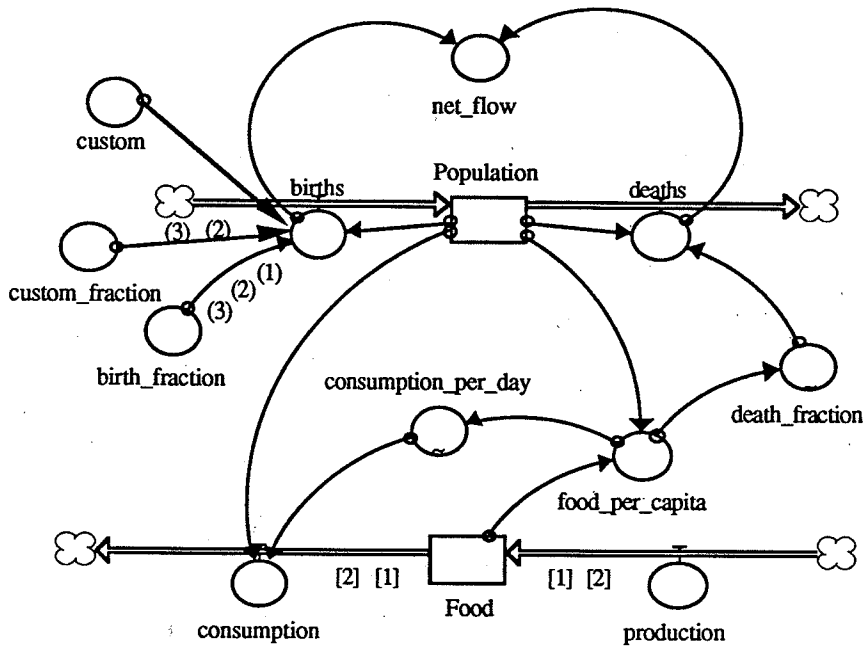 net_flow
custom
Population
births
deaths
(3) (2)
custom_fraction
(1)
(2)
(3)
birth_fraction
consumption_per_day
death_fraction
~
food_per_capita
[2] [1]
[1] [2]
Food
consumption
production